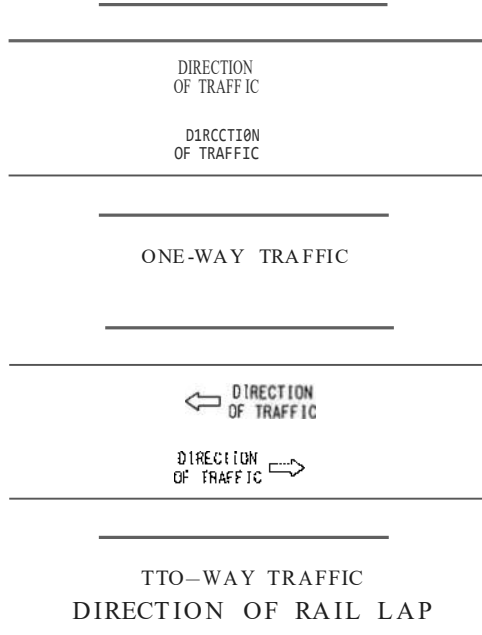 DIRECTION
OF TRAFF IC
D1RCCTI0N
OF TRAFFIC
ONE-WAY TRAFFIC
DIRECTION
OF TRAFFIC
DIRECTION
OF TRAFFIC
TTO—WAY TRAFFIC
DIRECTION OF RAIL LAP